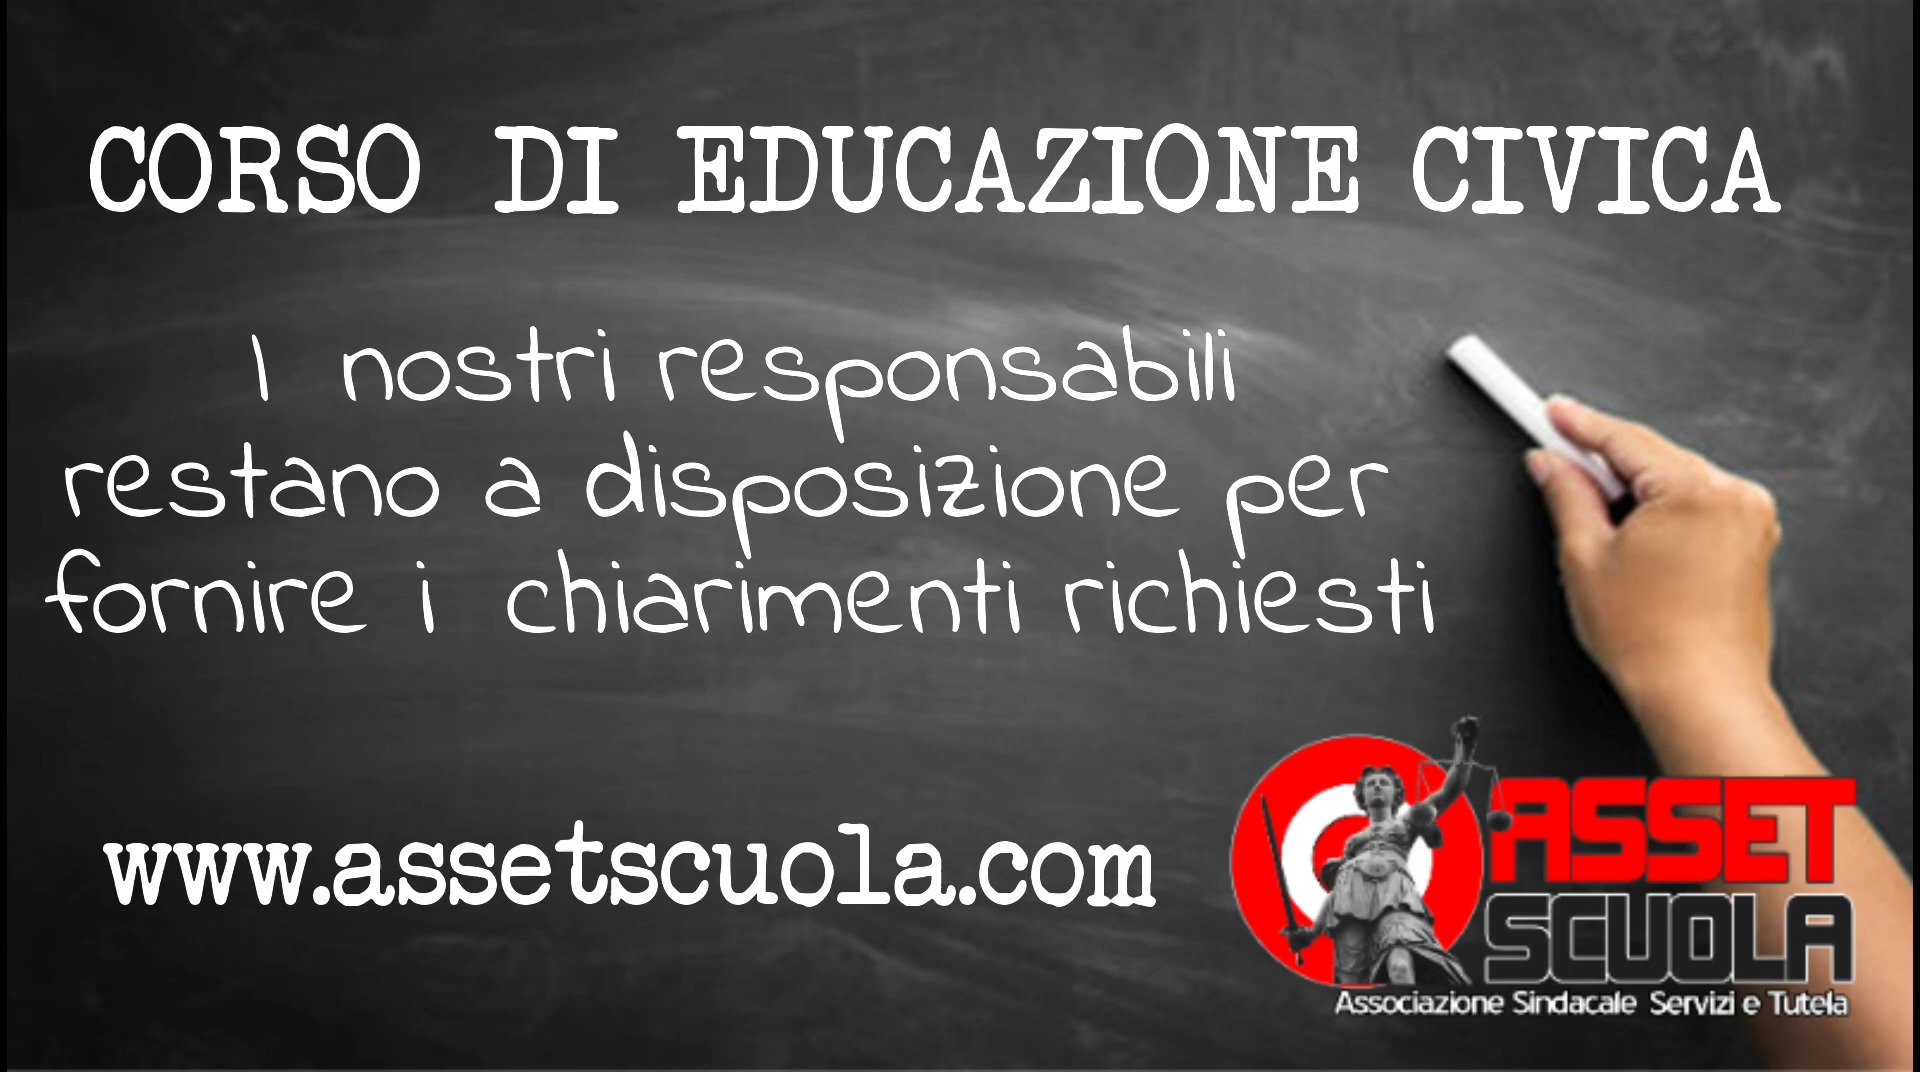 CORSO DI EDUCAZIONE CIVICA
I nostri responsabili
restano a disposizione per
fornire i chiarimenti richiesti
www.assetscuola.com
ASSET
SCUOLA
Associazione Sindacale Servizi e Tutela